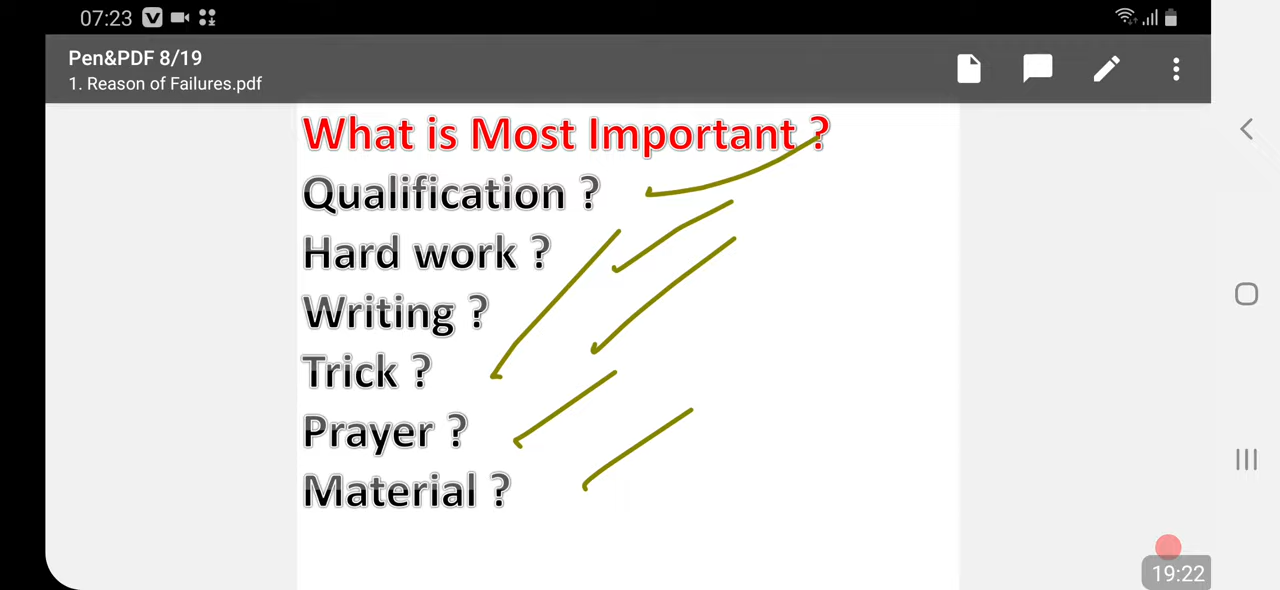 07:23
Pen&PDF 8/19
1. Reason of Failures.pdf
What is Most Important ?
Qualification ?
Hard work ?
Writing ?
Trick ?
Prayer ?
Material ?
19:22